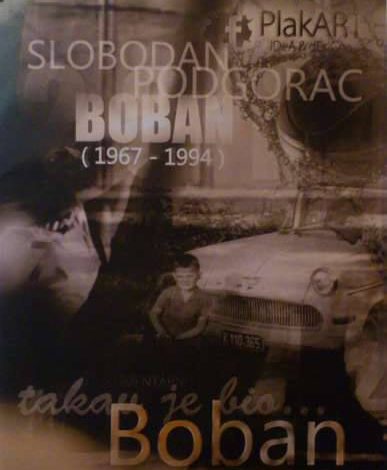 PlakART
SLOBODAN
PODGORAC
BOBAN
( 1967 - 1994 )
takav je bio...
Boban